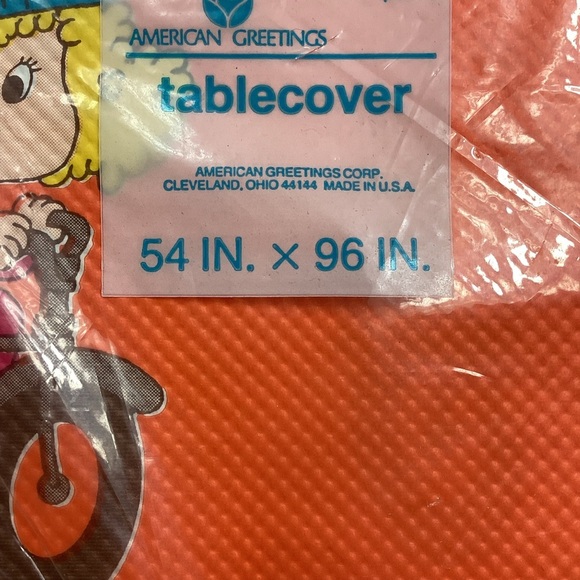 AMERICAN GREETINGS
tablecover
AMERICAN GREETINGS CORP.
CLEVELAND, OHIO 44144 MADE IN U.S.A.
54 IN. × 96 IN.